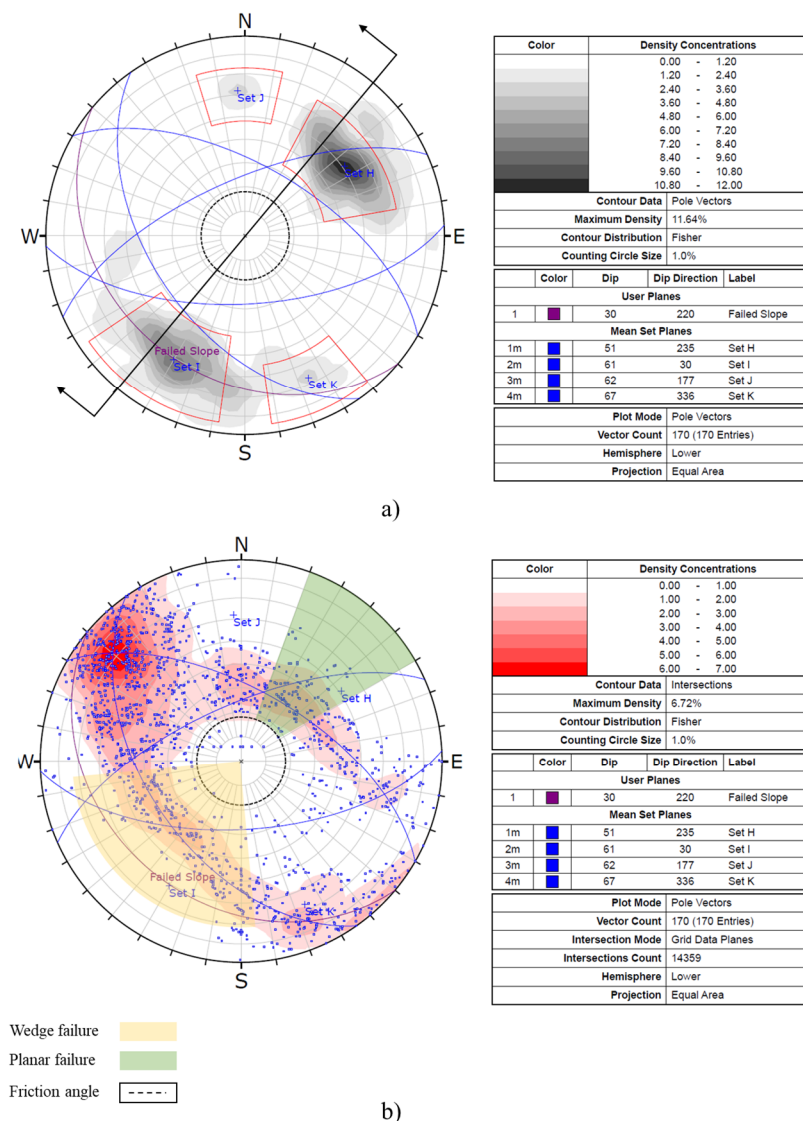 N
Set J
Set H
W
E
Failed Slope
Set I
Set K
S
Color Density Concentrations
0.00 - 1.20
1.20 - 2.40
2.40 - 3.60
3.60 - 4.80
4.80 - 6.00
6.00 - 7.20
7.20 - 8.40
8.40 - 9.60
9.60 - 10.80
10.80 - 12.00
Contour Data Pole Vectors
Maximum Density 11.64%
Contour Distribution Fisher
Counting Circle Size 1.0%
Color Dip Dip Direction Label
User Planes
1 30 220 Failed Slope
Mean Set Planes
1m 51 235 Set H
2m 61 30 Set I
3m 62 177 Set J
4m 67 336 Set K
Plot Mode Pole Vectors
Vector Count 170 (170 Entries)
Hemisphere Lower
Projection Equal Area
a)
N
Set J
Set H
W
E
Failed Slope
Set I
Set K
S
Color Density Concentrations
0.00 - 1.00
1.00 - 2.00
2.00 - 3.00
3.00 - 4.00
4.00 - 5.00
5.00 - 6.00
6.00 - 7.00
Contour Data Intersections
Maximum Density 6.72%
Contour Distribution Fisher
Counting Circle Size 1.0%
Color Dip Dip Direction Label
User Planes
1 30 220 Failed Slope
Mean Set Planes
1m 51 235 Set H
2m 61 30 Set I
3m 62 177 Set J
4m 67 336 Set K
Plot Mode Pole Vectors
Vector Count 170 (170 Entries)
Intersection Mode Grid Data Planes
Intersections Count 14359
Hemisphere Lower
Projection Equal Area
Wedge failure
Planar failure
Friction angle
b)